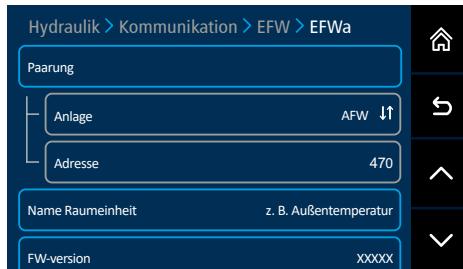 Hydraulik > Kommunikation > EFW > EFWa
Paarung
Anlage AFW
Adresse 470
Name Raumeinheit z. B. Außentemperatur
FW-version XXXXX